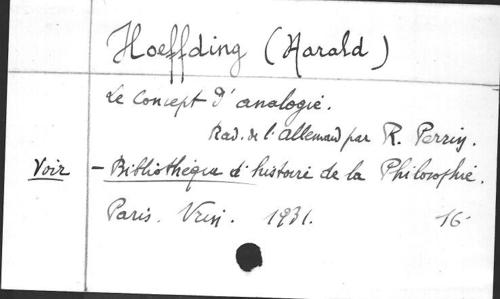 Hoeffding (Harald)
Le Concept d'analogie.
Trad. de l'Allemand par R. Perrin.
Voir - Bibliothèque d'histoire de la Philosophie.
Paris. Vrin. 1931. 16